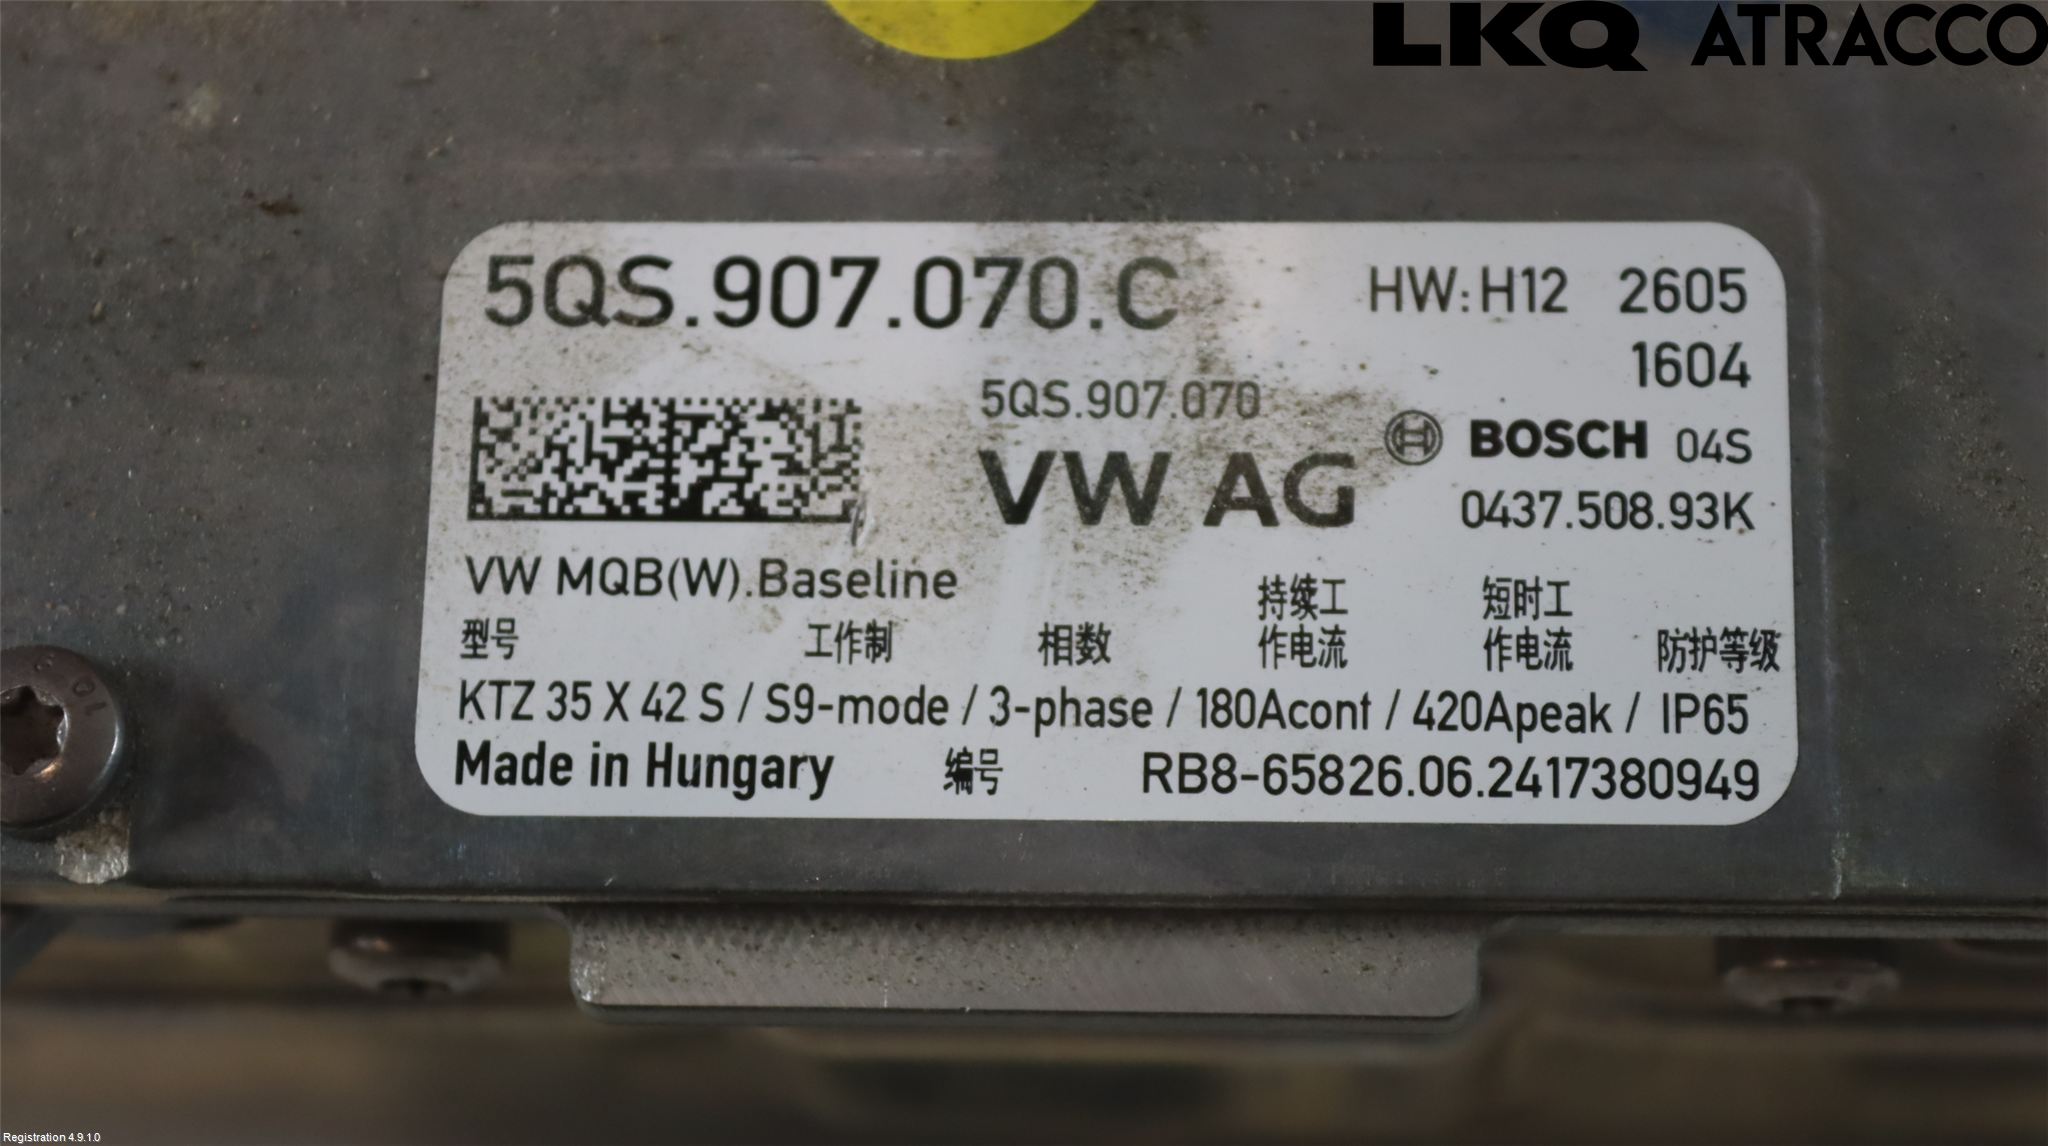 LKQ ATRACCO
5QS.907.070.C HW:H12 2605
1604
5QS.907.070
VW AG BOSCH 04S
0437.508.93K
VW MQB(W).Baseline
型号 工作制 相数 持续工作电流 短时工作电流 防护等级
KTZ 35 X 42 S / S9-mode / 3-phase / 180Acont / 420Apeak / IP65
Made in Hungary 编号 RB8-65826.06.2417380949
Registration 4.9.1.0